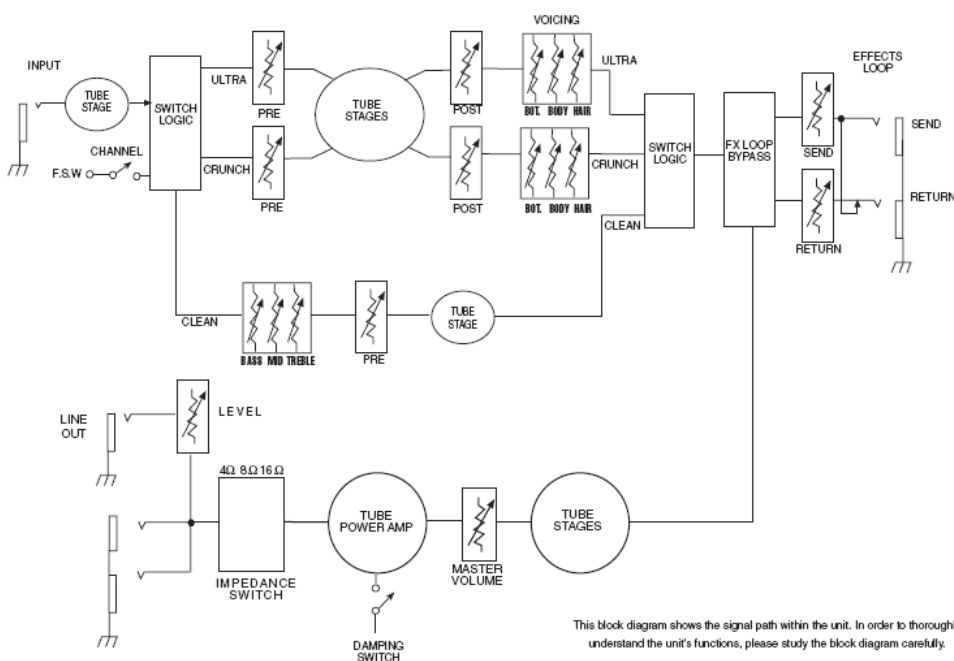 VOICING
INPUT
ULTRA
EFFECTS
LOOP
TUBE
STAGE
SWITCH
LOGIC
ULTRA
PRE
TUBE
STAGES
POST
BOT. BODY HAIR
SWITCH
LOGIC
FX LOOP
BYPASS
SEND
SEND
CHANNEL
F.S.W
CRUNCH
PRE
POST
BOT. BODY HAIR
CRUNCH
CLEAN
RETURN
RETURN
CLEAN
BASS MID TREBLE
PRE
TUBE
STAGE
LINE
OUT
LEVEL
4Ω 8Ω 16Ω
IMPEDANCE
SWITCH
TUBE
POWER AMP
MASTER
VOLUME
TUBE
STAGES
DAMPING
SWITCH
This block diagram shows the signal path within the unit. In order to thoroughl
understand the unit's functions, please study the block diagram carefully.